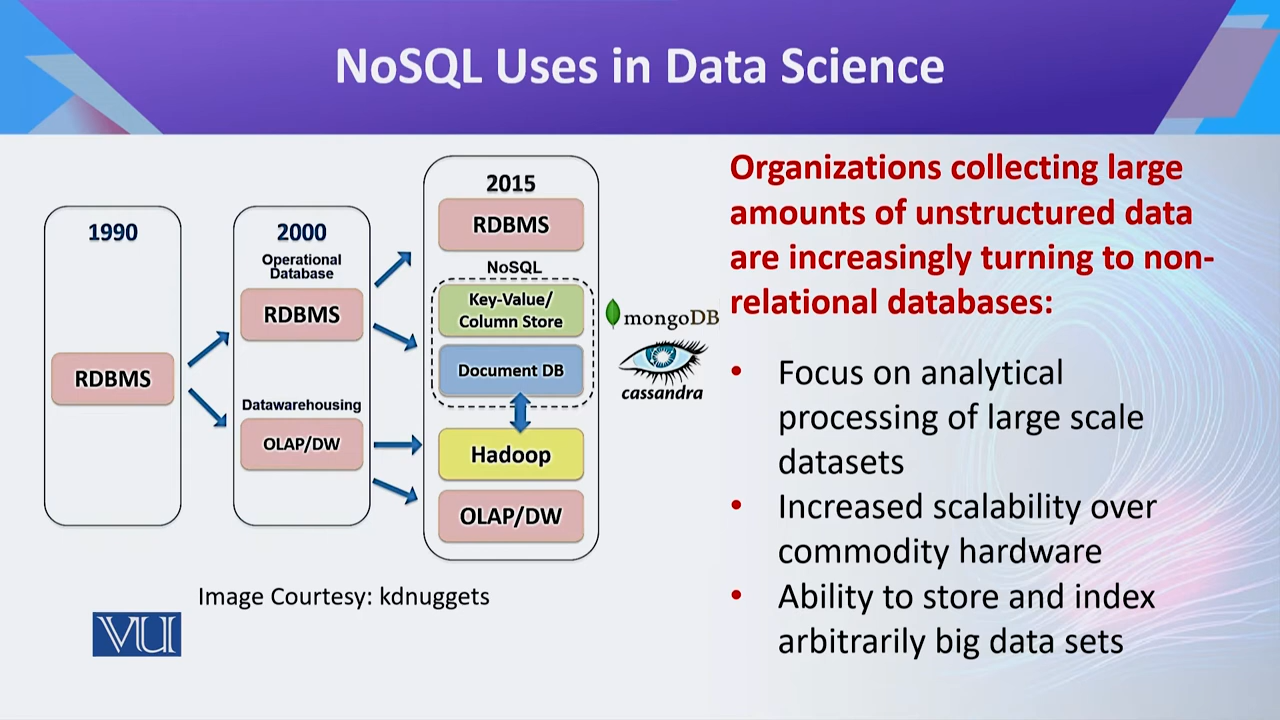 NoSQL Uses in Data Science
1990
RDBMS
2000
Operational
Database
RDBMS
Datawarehousing
OLAP/DW
2015
RDBMS
NoSQL
Key-Value/
Column Store
Document DB
Hadoop
OLAP/DW
mongoDB
cassandra
Image Courtesy: kdnuggets
VU
Organizations collecting large
amounts of unstructured data
are increasingly turning to non-
relational databases:
• Focus on analytical
processing of large scale
datasets
• Increased scalability over
commodity hardware
• Ability to store and index
arbitrarily big data sets